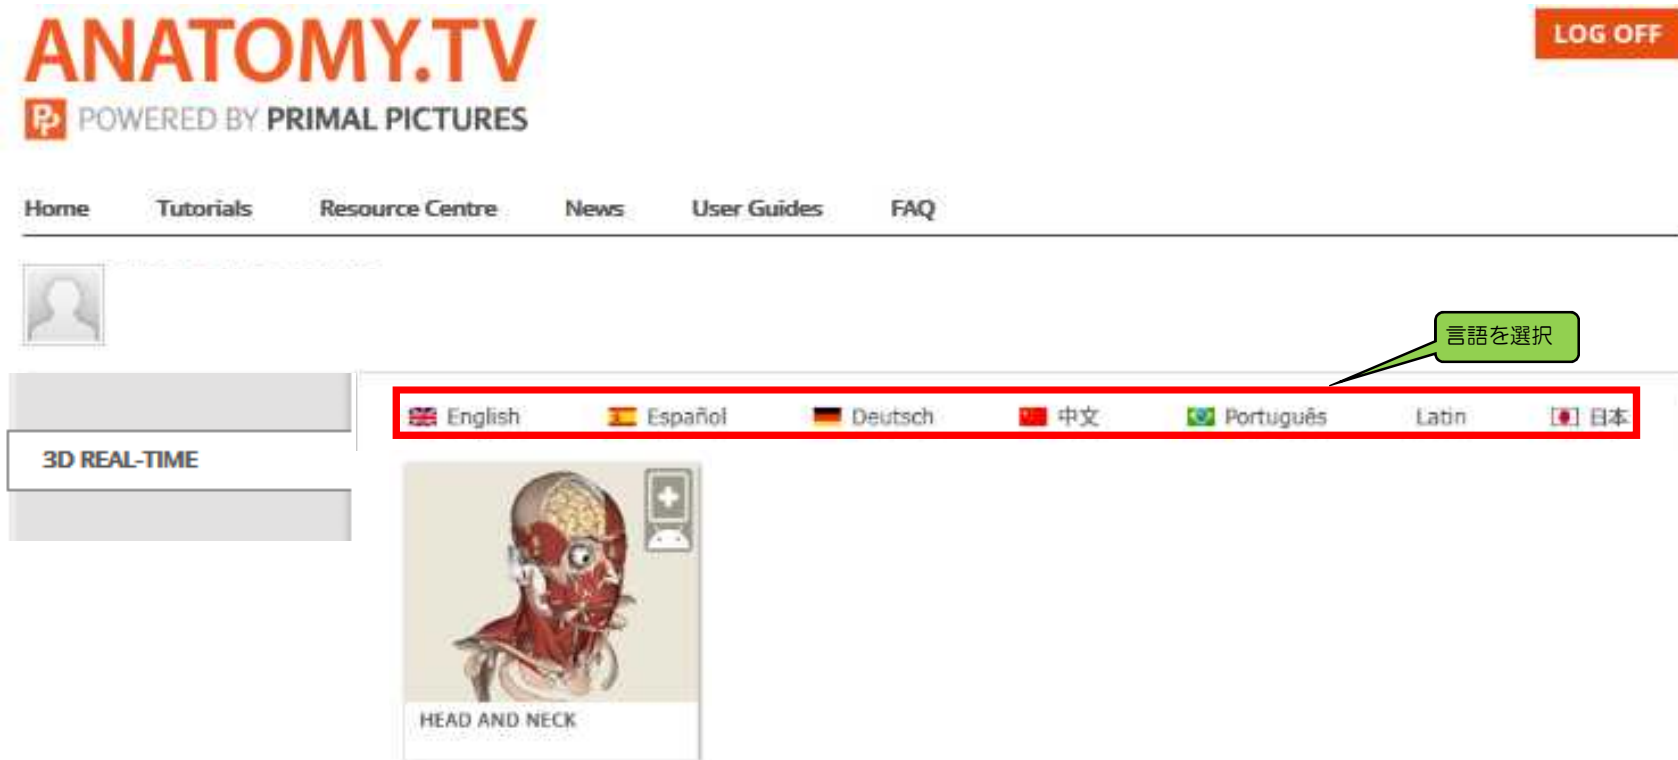 ANATOMY.TV
LOG OFF
PP POWERED BY PRIMAL PICTURES
Home Tutorials Resource Centre News User Guides FAQ
言語を選択
English Español Deutsch 中文 Português Latin 日本
3D REAL-TIME
HEAD AND NECK